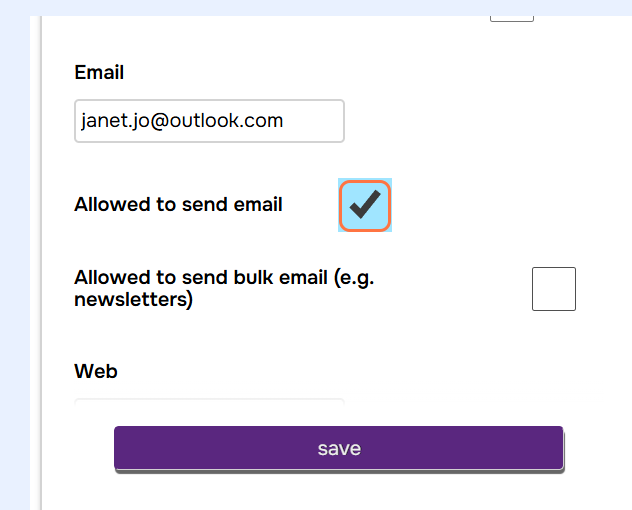 Email
janet.jo@outlook.com
Allowed to send email
Allowed to send bulk email (e.g.
newsletters)
Web
save